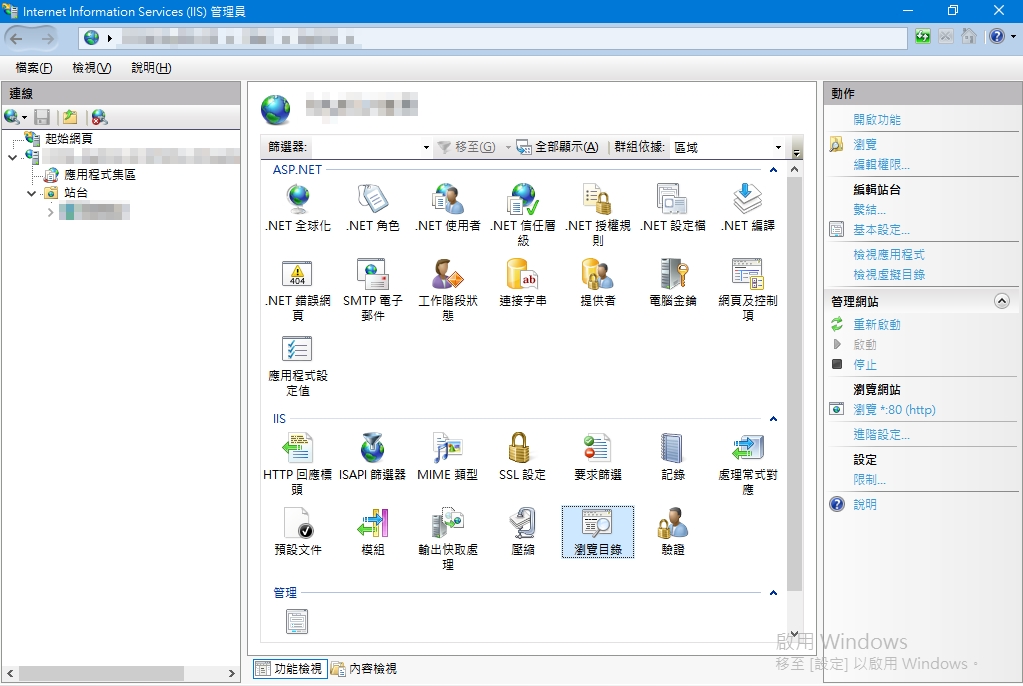 Internet Information Services (IIS) 管理員
檔案(F) 檢視(V) 說明(H)
連線
起始網頁
應用程式集區
站台
篩選器: 移至(G) 全部顯示(A) 群組依據: 區域
ASP.NET
.NET 全球化
.NET 角色
.NET 使用者
.NET 信任層
級
.NET 授權規
則
.NET 設定檔
.NET 編譯
404
.NET 錯誤網
頁
SMTP 電子
郵件
工作階段狀
態
ab
連接字串
提供者
電腦金鑰
網頁及控制
項
應用程式設
定值
IIS
HTTP 回應標
頭
ISAPI 篩選器
MIME 類型
SSL 設定
要求篩選
記錄
處理常式對
應
預設文件
模組
輸出快取處
理
壓縮
瀏覽目錄
驗證
管理
功能檢視 內容檢視
動作
開啟功能
瀏覽
編輯權限...
編輯站台
繫結...
基本設定...
檢視應用程式
檢視虛擬目錄
管理網站
重新啟動
啟動
停止
瀏覽網站
瀏覽 *:80 (http)
進階設定...
設定
限制...
說明
啟用 Windows
移至 [設定] 以啟用 Windows。